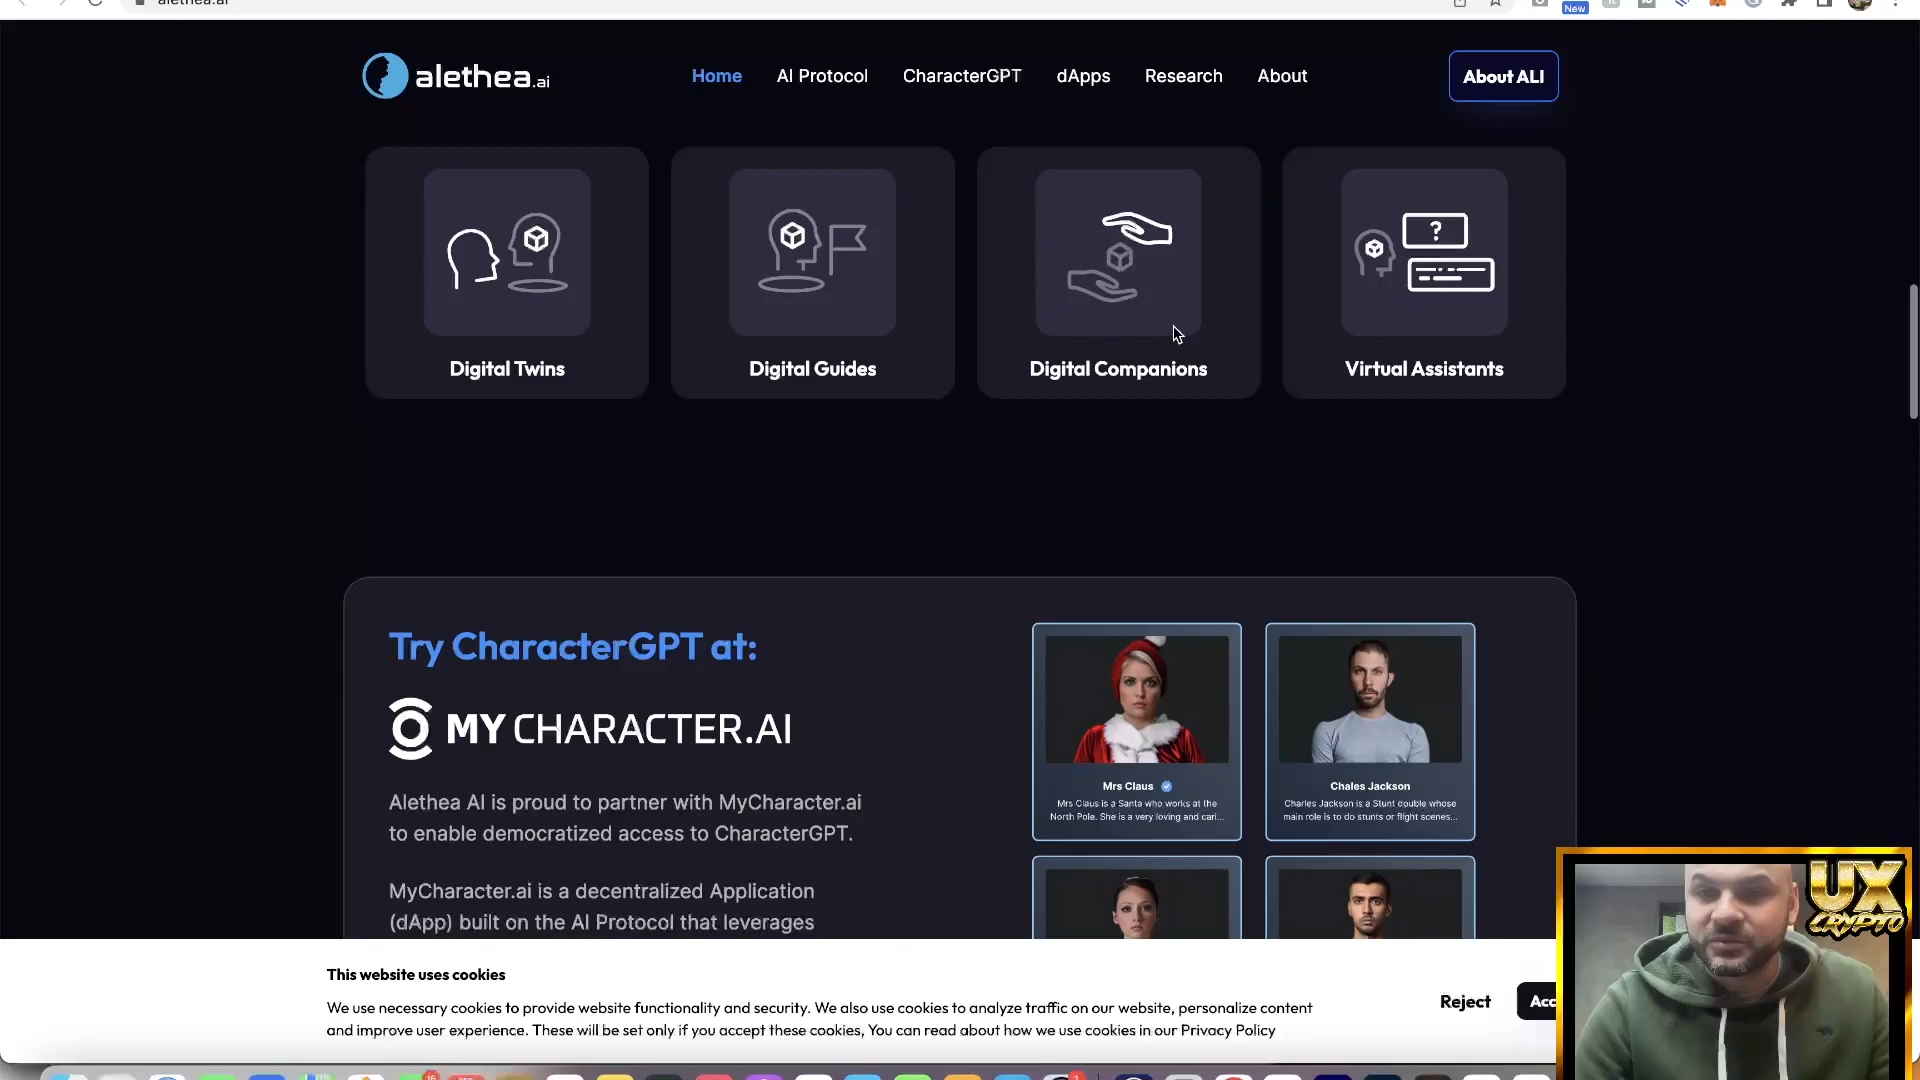 alethea.ai
New
alethea.ai
Home
AI Protocol
CharacterGPT
dApps
Research
About
About ALI
?
Digital Twins
Digital Guides
Digital Companions
Virtual Assistants
Try CharacterGPT at:
MYCHARACTER.AI
Alethea AI is proud to partner with MyCharacter.ai
to enable democratized access to CharacterGPT.
MyCharacter.ai is a decentralized Application
(dApp) built on the AI Protocol that leverages
Mrs Claus
Mrs Claus is a Santa who works at the
North Pole. She is a very loving and cari...
Chales Jackson
Charles Jackson is a Stunt double whose
main role is to do stunts or flight scenes...
UX
CRYPTO
This website uses cookies
We use necessary cookies to provide website functionality and security. We also use cookies to analyze traffic on our website, personalize content
and improve user experience. These will be set only if you accept these cookies, You can read about how we use cookies in our Privacy Policy
Reject
Acc